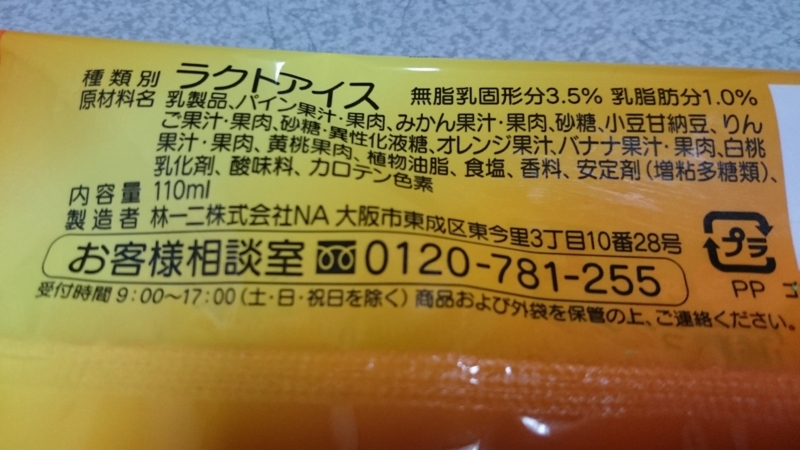 種類別 ラクトアイス 無脂乳固形分3.5% 乳脂肪分1.0%
原材料名 乳製品、パイン果汁・果肉、みかん果汁・果肉、砂糖、小豆甘納豆、りん
ご果汁・果肉、砂糖・異性化液糖、オレンジ果汁、バナナ果汁・果肉、白桃
果汁・果肉、黄桃果肉、植物油脂、食塩、香料、安定剤(増粘多糖類)、
乳化剤、酸味料、カロテン色素
内容量 110ml
製造者 林一二株式会社NA 大阪市東成区東今里3丁目10番28号
お客様相談室 0120-781-255
受付時間9:00〜17:00(土・日・祝日を除く)商品および外袋を保管の上、ご連絡ください。
プラ
PP